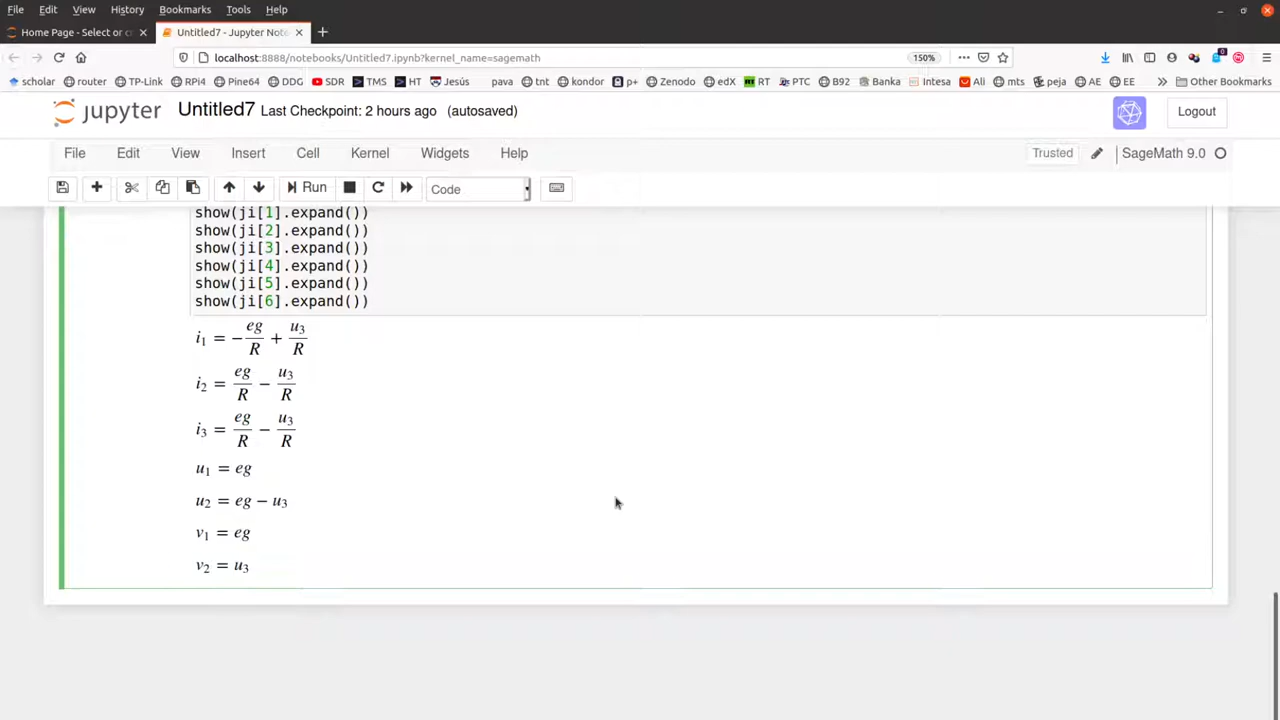 File Edit View History Bookmarks Tools Help
Home Page - Select or cr
Untitled7 - Jupyter Note
localhost:8888/notebooks/Untitled7.ipynb?kernel_name=sagemath 150%
scholar router TP-Link RPi4 Pine64 DDG SDR TMS HT Jesús pava tnt kondor p+ Zenodo edX RT PTC B92 Banka Intesa Ali mts peja AE EE Other Bookmarks
jupyter Untitled7 Last Checkpoint: 2 hours ago (autosaved) Logout
File Edit View Insert Cell Kernel Widgets Help Trusted SageMath 9.0
Run Code
show(ji[1].expand())
show(ji[2].expand())
show(ji[3].expand())
show(ji[4].expand())
show(ji[5].expand())
show(ji[6].expand())
i₁ = −eg/R + u₃/R
i₂ = eg/R − u₃/R
i₃ = eg/R − u₃/R
u₁ = eg
u₂ = eg − u₃
v₁ = eg
v₂ = u₃